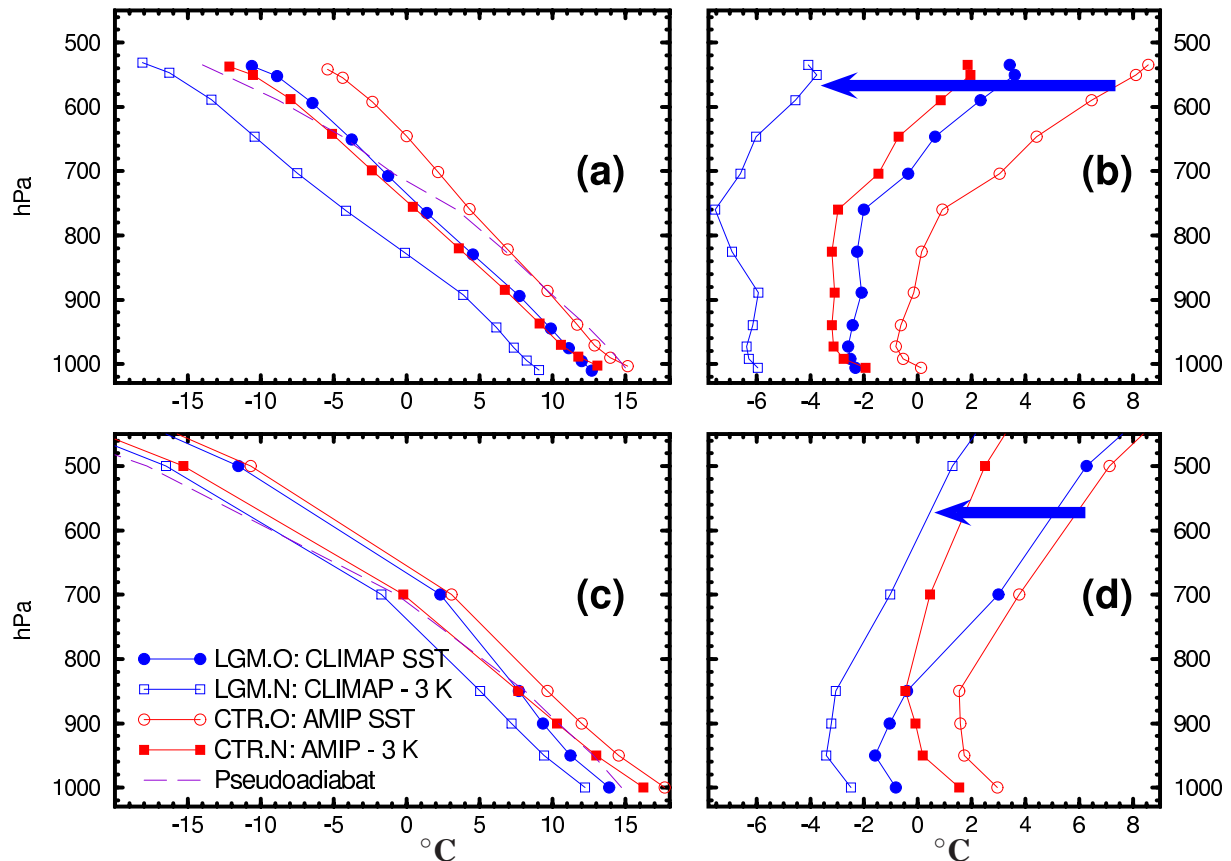 500
600
700
800
900
1000
hPa
-15 -10 -5 0 5 10 15
(a)
-6 -4 -2 0 2 4 6 8
(b)
500
600
700
800
900
1000
500
600
700
800
900
1000
hPa
(c)
LGM.O: CLIMAP SST
LGM.N: CLIMAP - 3 K
CTR.O: AMIP SST
CTR.N: AMIP - 3 K
Pseudoadiabat
-15 -10 -5 0 5 10 15
°C
(d)
-6 -4 -2 0 2 4 6 8
°C
500
600
700
800
900
1000